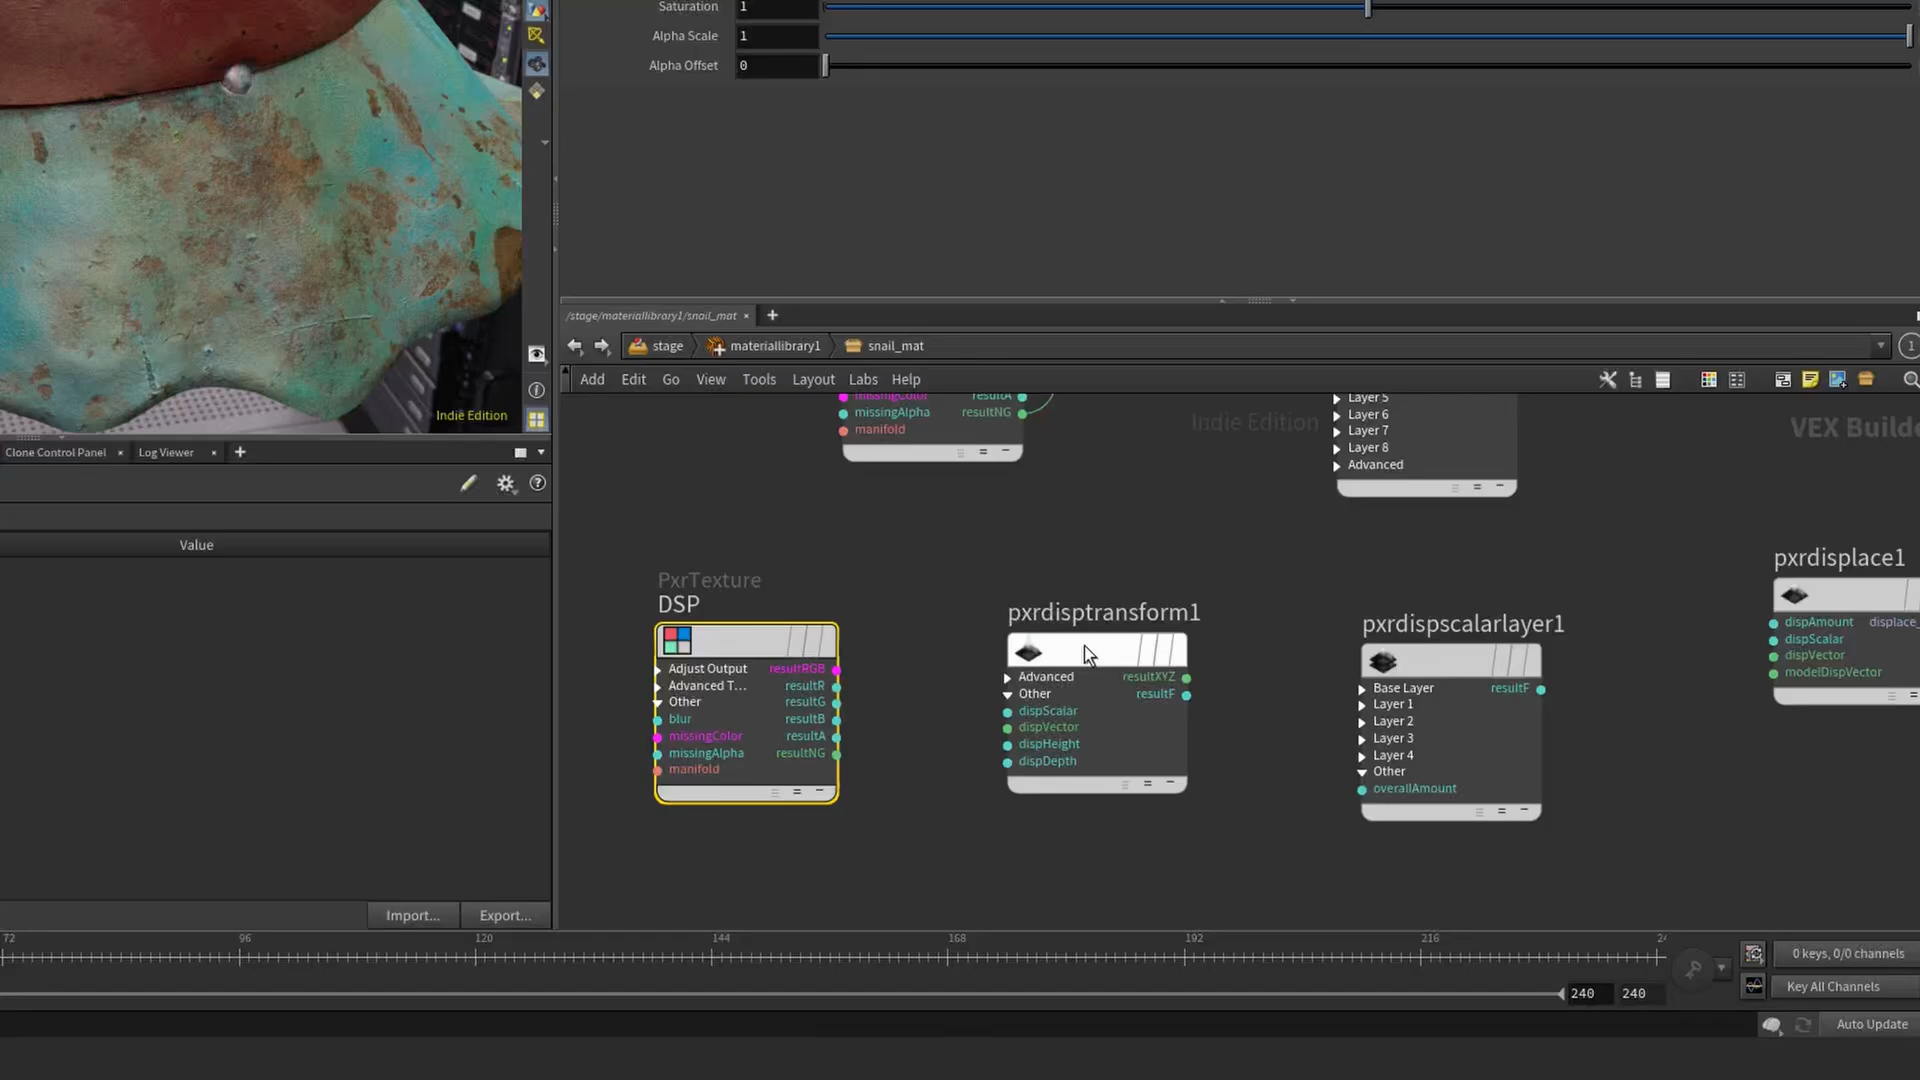 Saturation 1
Alpha Scale 1
Alpha Offset 0
Indie Edition
/stage/materiallibrary1/snail_mat × +
stage materiallibrary1 snail_mat 1
Add Edit Go View Tools Layout Labs Help
Clone Control Panel × Log Viewer × +
Value
Import... Export...
missingColor resultA
missingAlpha resultNG
manifold
Indie Edition
Layer 5
Layer 6
Layer 7
Layer 8
Advanced
PxrTexture
DSP
Adjust Output resultRGB
Advanced T... resultR
Other resultG
blur resultB
missingColor resultA
missingAlpha resultNG
manifold
pxrdisptransform1
Advanced resultXYZ
Other resultF
dispScalar
dispVector
dispHeight
dispDepth
pxrdispscalarlayer1
Base Layer resultF
Layer 1
Layer 2
Layer 3
Layer 4
Other
overallAmount
VEX Builde
pxrdisplace1
dispAmount displace_
dispScalar
dispVector
modelDispVector
72 96 120 144 168 192 216
240 240
0 keys, 0/0 channels
Key All Channels
Auto Update